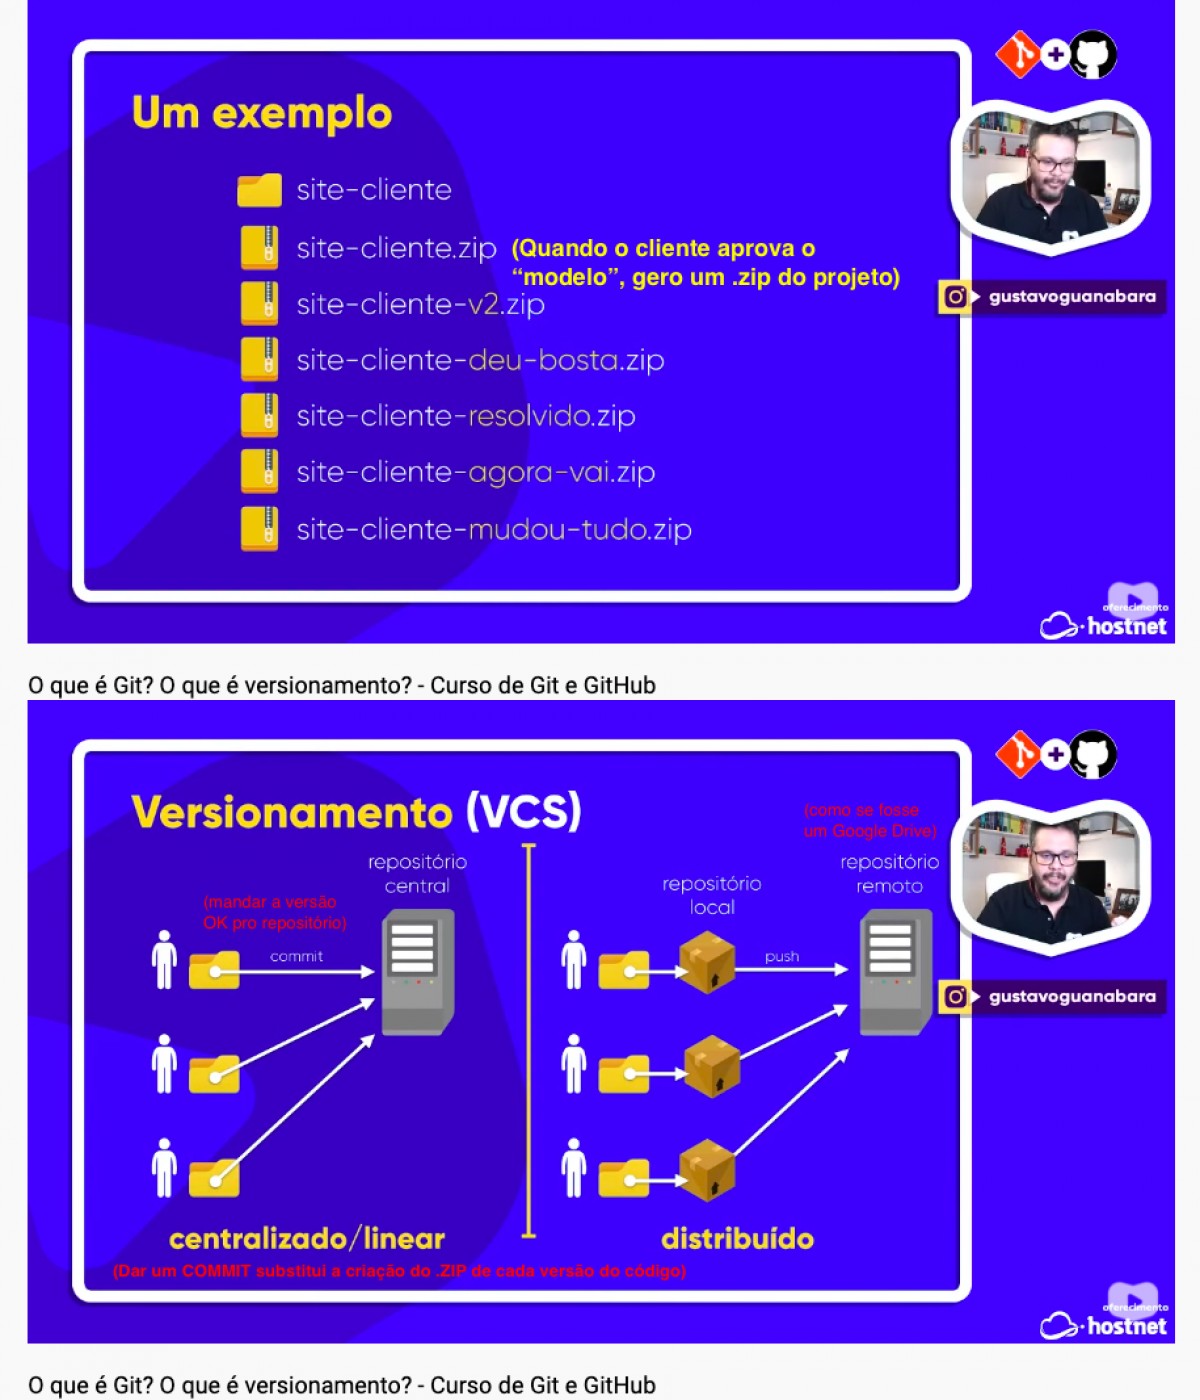 Um exemplo
site-cliente
site-cliente.zip (Quando o cliente aprova o
“modelo”, gero um .zip do projeto)
site-cliente-v2.zip
site-cliente-deu-bosta.zip
site-cliente-resolvido.zip
site-cliente-agora-vai.zip
site-cliente-mudou-tudo.zip
gustavoguanabara
oferecimento
hostnet
O que é Git? O que é versionamento? - Curso de Git e GitHub
Versionamento (VCS)
repositório
central
(mandar a versão
OK pro repositório)
commit
centralizado/linear
(como se fosse
um Google Drive)
repositório
remoto
repositório
local
push
distribuído
(Dar um COMMIT substitui a criação do .ZIP de cada versão do código)
gustavoguanabara
oferecimento
hostnet
O que é Git? O que é versionamento? - Curso de Git e GitHub